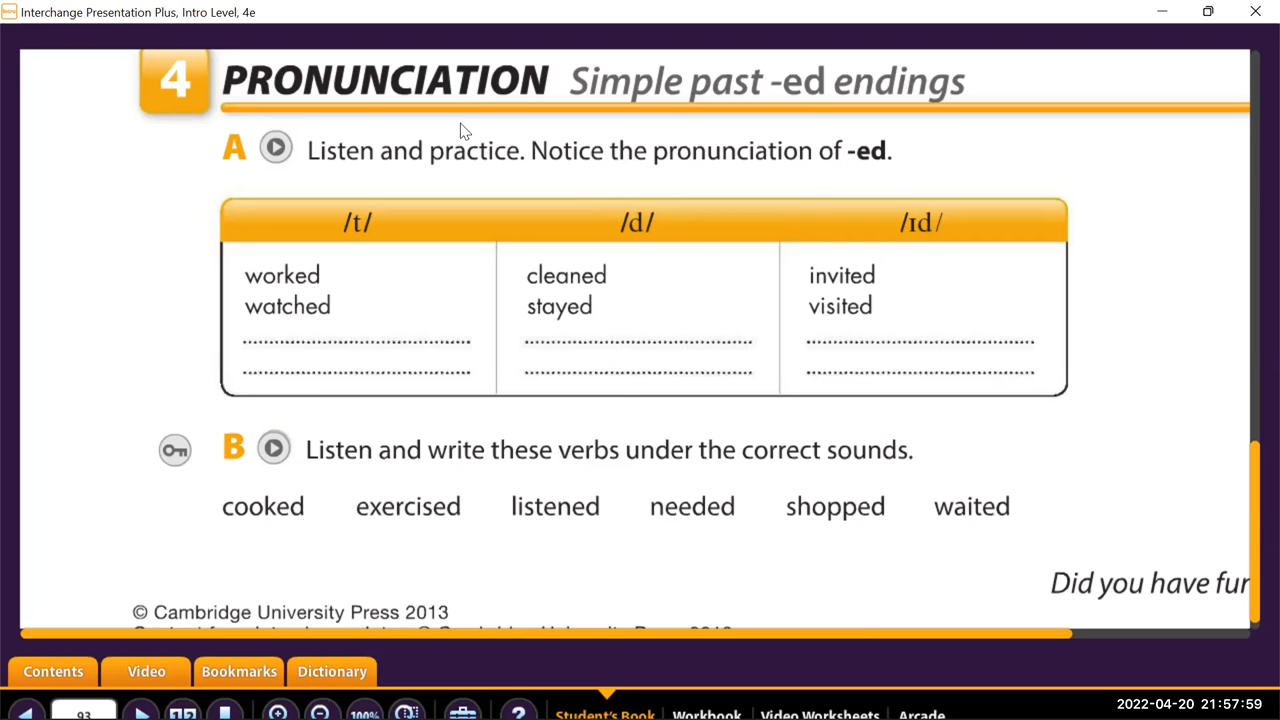 Intro Interchange Presentation Plus, Intro Level, 4e
4 PRONUNCIATION Simple past -ed endings
A Listen and practice. Notice the pronunciation of -ed.
/t/ /d/ /ɪd/
worked cleaned invited
watched stayed visited
B Listen and write these verbs under the correct sounds.
cooked exercised listened needed shopped waited
Did you have fun
© Cambridge University Press 2013
Contents Video Bookmarks Dictionary
93 100% ? Student's Book Workbook Video Worksheets Arcade
2022-04-20 21:57:59